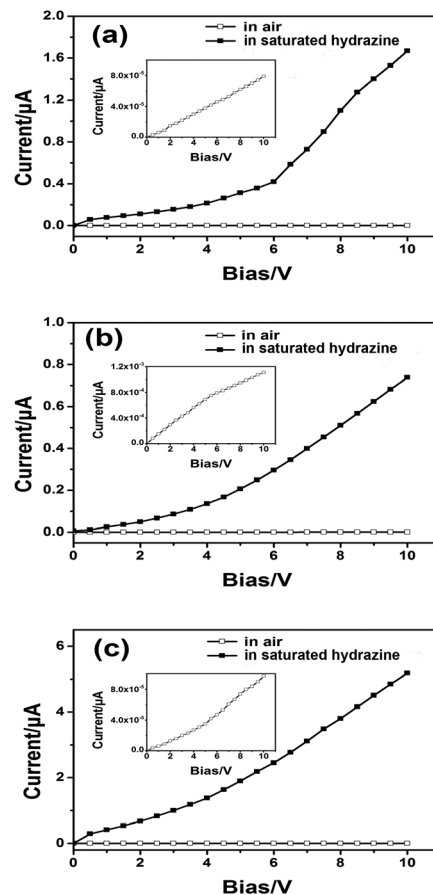 (a)
in air
in saturated hydrazine
Current/μA
2.0
1.6
1.2
0.8
0.4
0.0
Current/μA
8.0x10⁻⁵
4.0x10⁻⁵
0.0
0 2 4 6 8 10
Bias/V
0 2 4 6 8 10
Bias/V
(b)
in air
in saturated hydrazine
Current/μA
1.0
0.8
0.6
0.4
0.2
0.0
Current/μA
1.2x10⁻³
8.0x10⁻⁴
4.0x10⁻⁴
0.0
0 2 4 6 8 10
Bias/V
0 2 4 6 8 10
Bias/V
(c)
in air
in saturated hydrazine
Current/μA
6
4
2
0
Current/μA
8.0x10⁻⁵
4.0x10⁻⁵
0.0
0 2 4 6 8 10
Bias/V
0 2 4 6 8 10
Bias/V